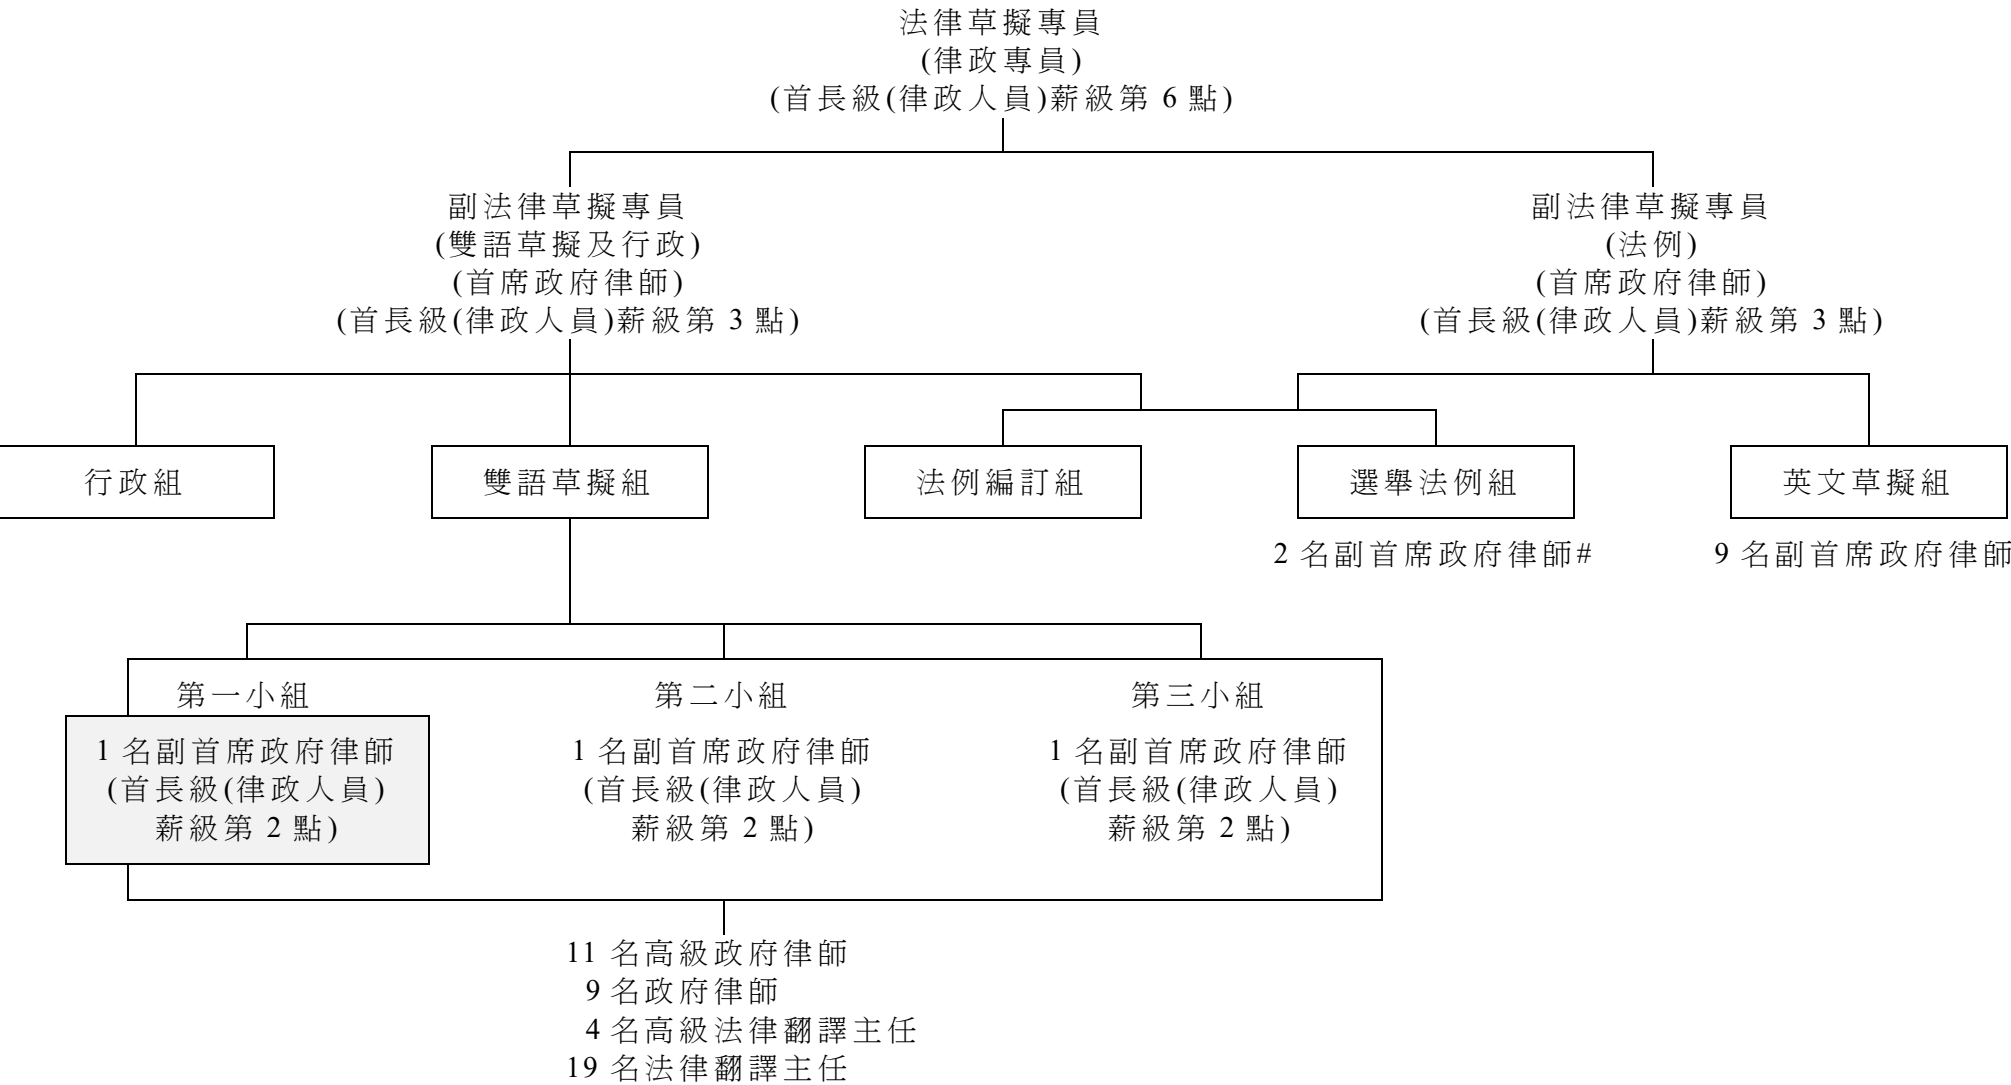 法律草擬專員
(律政專員)
(首長級(律政人員)薪級第 6 點)
副法律草擬專員
(雙語草擬及行政)
(首席政府律師)
(首長級(律政人員)薪級第 3 點)
副法律草擬專員
(法例)
(首席政府律師)
(首長級(律政人員)薪級第 3 點)
行政組
雙語草擬組
法例編訂組
選舉法例組
英文草擬組
2 名副首席政府律師#
9 名副首席政府律師
第一小組
1 名副首席政府律師
(首長級(律政人員)
薪級第 2 點)
第二小組
1 名副首席政府律師
(首長級(律政人員)
薪級第 2 點)
第三小組
1 名副首席政府律師
(首長級(律政人員)
薪級第 2 點)
11 名高級政府律師
9 名政府律師
4 名高級法律翻譯主任
19 名法律翻譯主任